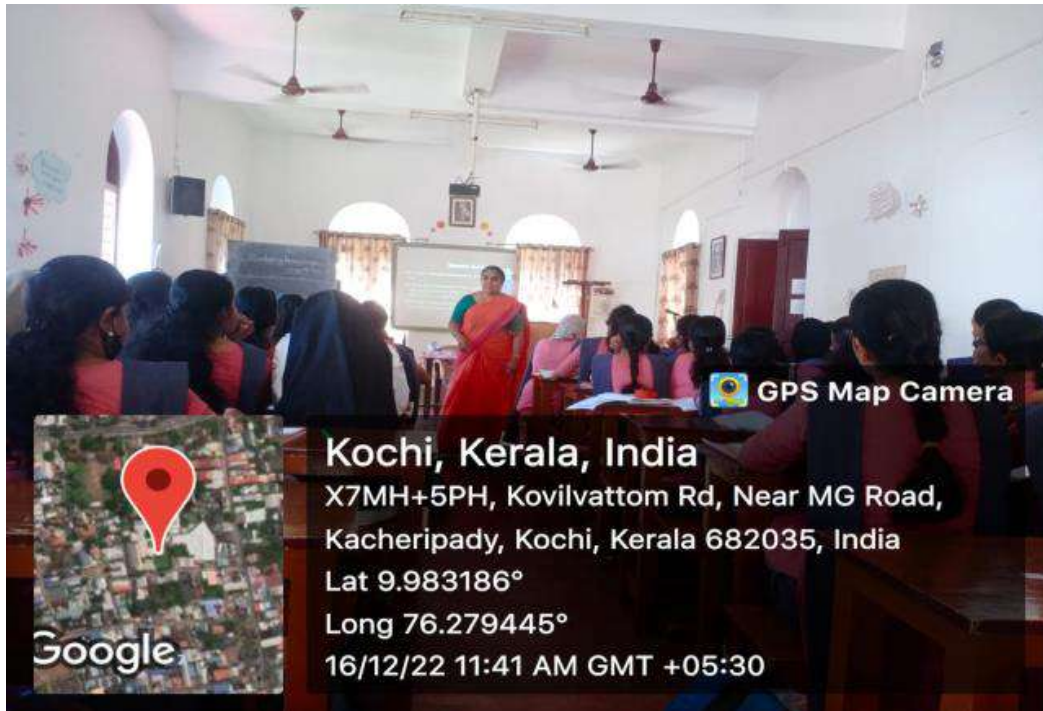 GPS Map Camera
Kochi, Kerala, India
X7MH+5PH, Kovilvattom Rd, Near MG Road,
Kacheripady, Kochi, Kerala 682035, India
Lat 9.983186°
Long 76.279445°
16/12/22 11:41 AM GMT +05:30
Google